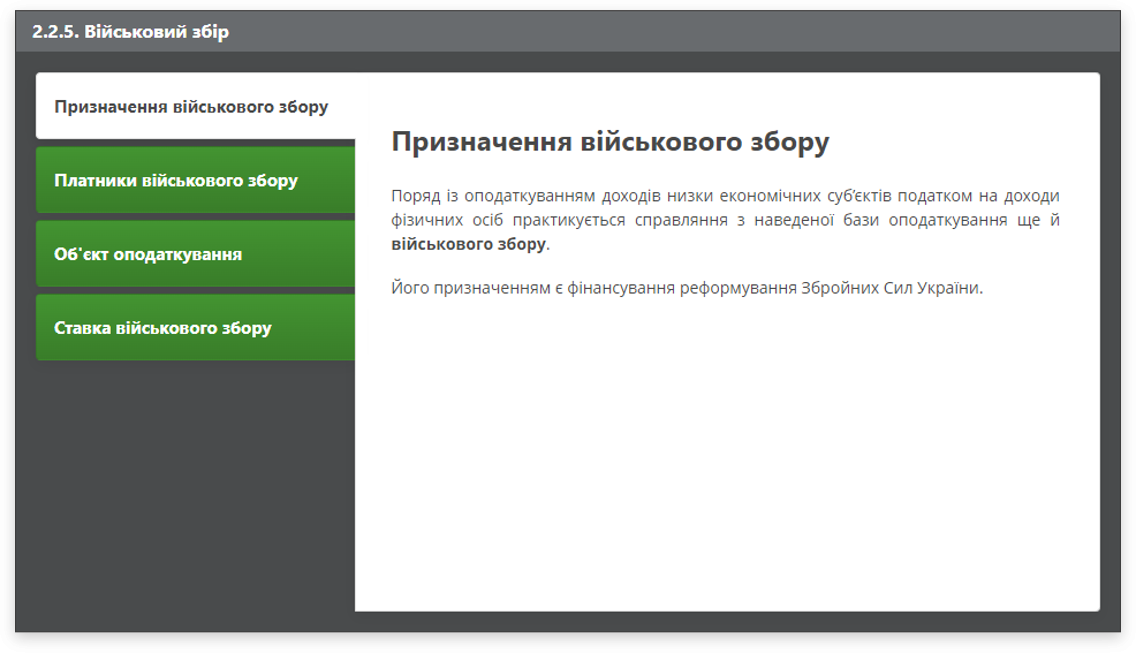 2.2.5. Військовий збір
Призначення військового збору
Платники військового збору
Об'єкт оподаткування
Ставка військового збору
Призначення військового збору
Поряд із оподаткуванням доходів низки економічних суб’єктів податком на доходи
фізичних осіб практикується справляння з наведеної бази оподаткування ще й
військового збору.
Його призначенням є фінансування реформування Збройних Сил України.